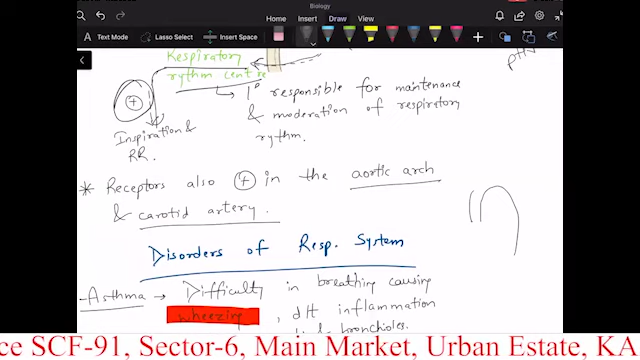 Biology
Insert Draw View
Text Mode Lasso Select Insert Space
Respiratory
rythm centre
pH↓
→ 1° responsible for maintenance
& moderation of respiratory
rythm.
+
Inspiration &
RR.
* Receptors also ⊕ in the aortic arch
& carotid artery.
Disorders of Resp. System
- Asthma → Difficulty in breathing causing
wheezing, d/t inflammation
bronchioles.
ce SCF-91, Sector-6, Main Market, Urban Estate, KA